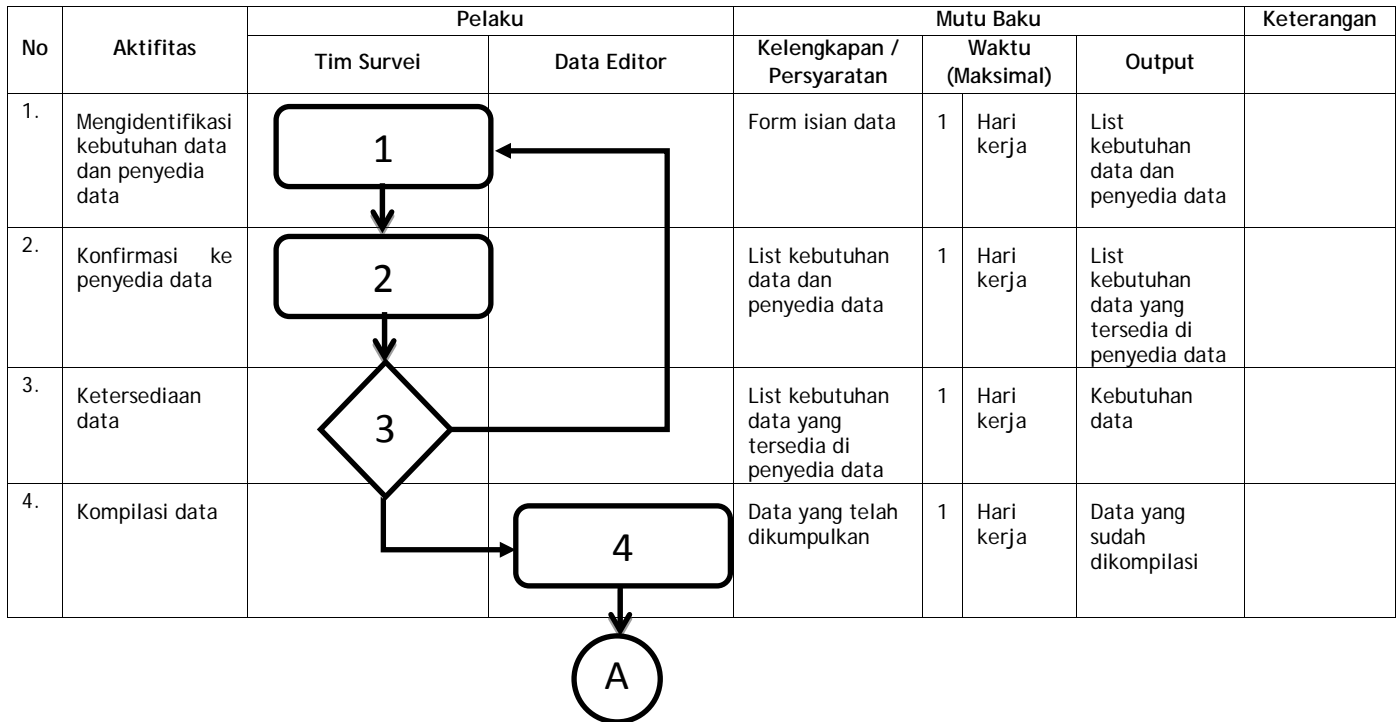 No Aktifitas Pelaku Mutu Baku Keterangan
Tim Survei Data Editor Kelengkapan / Persyaratan Waktu (Maksimal) Output
1. Mengidentifikasi kebutuhan data dan penyedia data 1 Form isian data 1 Hari kerja List kebutuhan data dan penyedia data
2. Konfirmasi ke penyedia data 2 List kebutuhan data dan penyedia data 1 Hari kerja List kebutuhan data yang tersedia di penyedia data
3. Ketersediaan data 3 List kebutuhan data yang tersedia di penyedia data 1 Hari kerja Kebutuhan data
4. Kompilasi data 4 Data yang telah dikumpulkan 1 Hari kerja Data yang sudah dikompilasi
A